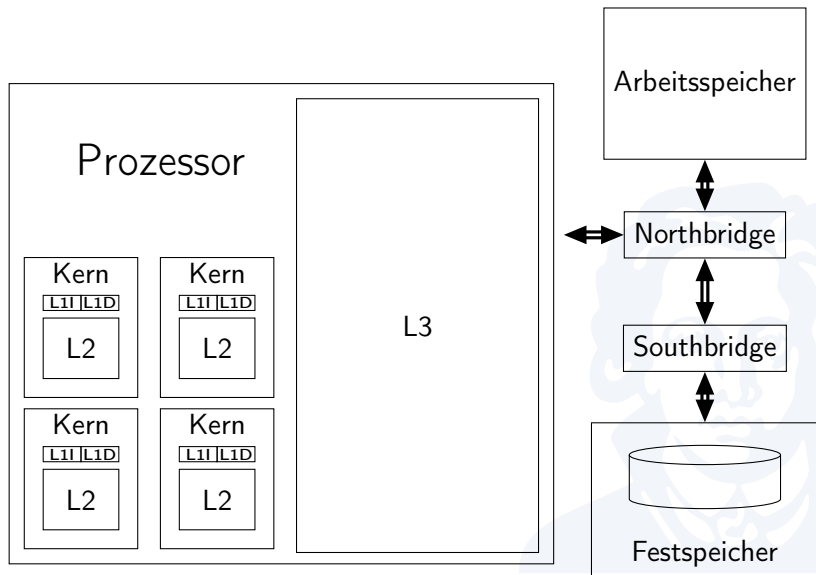 Prozessor
Kern
L1I L1D
L2
Kern
L1I L1D
L2
Kern
L1I L1D
L2
Kern
L1I L1D
L2
L3
Arbeitsspeicher
Northbridge
Southbridge
Festspeicher